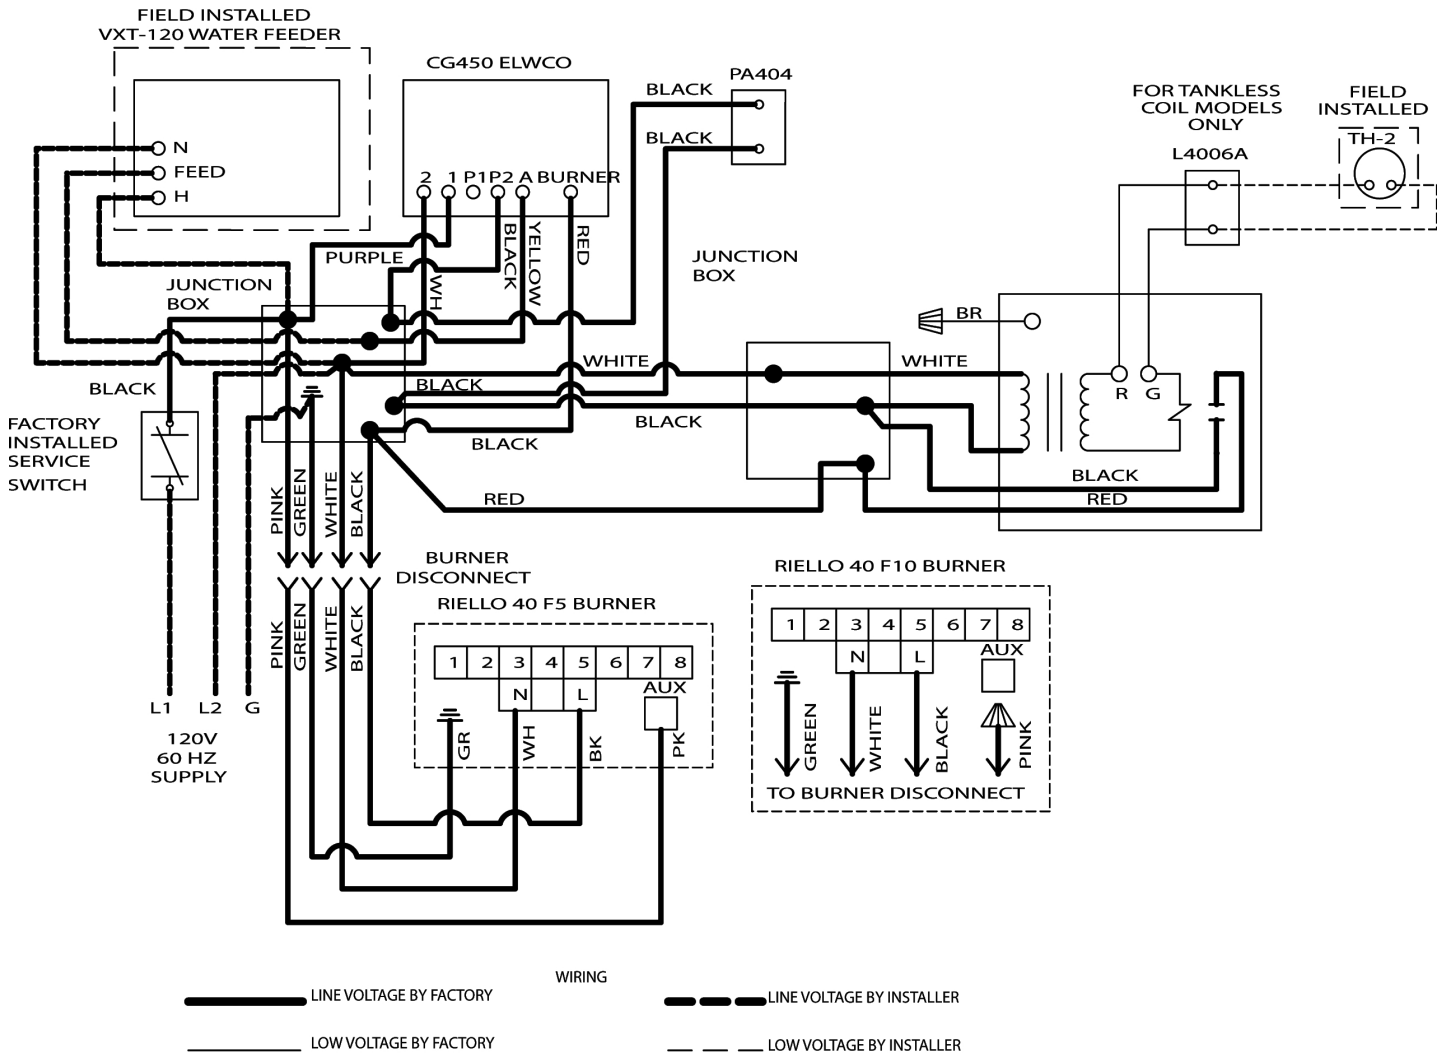 FIELD INSTALLED
VXT-120 WATER FEEDER
N
FEED
H
CG450 ELWCO
2 1 P1 P2 A BURNER
PURPLE
WH
BLACK
YELLOW
RED
PA404
BLACK
BLACK
JUNCTION
BOX
JUNCTION
BOX
FOR TANKLESS
COIL MODELS
ONLY
L4006A
FIELD
INSTALLED
TH-2
BR
R G
WHITE
WHITE
BLACK
BLACK
BLACK
BLACK
RED
BLACK
RED
BLACK
FACTORY
INSTALLED
SERVICE
SWITCH
PINK
GREEN
WHITE
BLACK
BURNER
DISCONNECT
PINK
GREEN
WHITE
BLACK
L1 L2 G
120V
60 HZ
SUPPLY
RIELLO 40 F5 BURNER
1 2 3 4 5 6 7 8
N L
AUX
GR
WH
BK
PK
RIELLO 40 F10 BURNER
1 2 3 4 5 6 7 8
N L
AUX
GREEN
WHITE
BLACK
PINK
TO BURNER DISCONNECT
WIRING
LINE VOLTAGE BY FACTORY
LINE VOLTAGE BY INSTALLER
LOW VOLTAGE BY FACTORY
LOW VOLTAGE BY INSTALLER